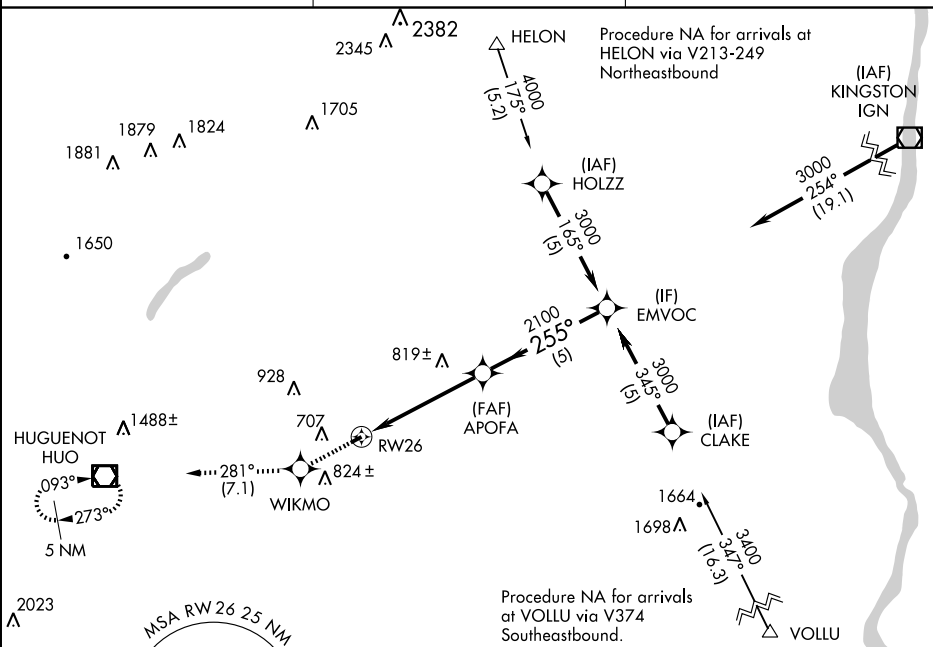 2382
2345
HELON
Procedure NA for arrivals at
HELON via V213-249
Northeastbound
4000
175°
(5.2)
(IAF)
KINGSTON
IGN
1705
1879
1824
1881
3000
254°
(19.1)
(IAF)
HOLZZ
3000
165°
(5)
1650
(IF)
EMVOC
2100
255°
(5)
819±
928
(FAF)
APOFA
3000
345°
(5)
(IAF)
CLAKE
707
RW26
1488±
HUGUENOT
HUO
093°
273°
5 NM
281°
(7.1)
824±
WIKMO
1664
1698
3400
347°
(16.3)
2023
MSA RW 26 25 NM
Procedure NA for arrivals
at VOLLU via V374
Southeastbound.
VOLLU